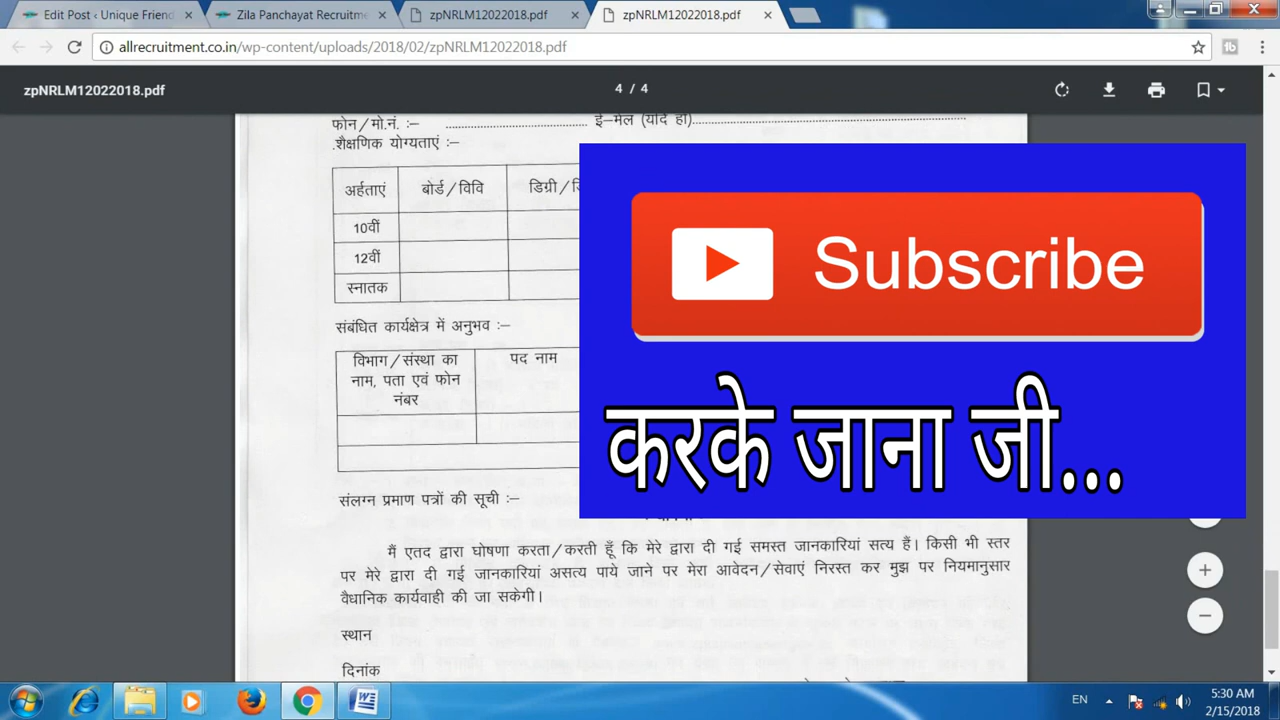 Edit Post ‹ Unique Friend
Zila Panchayat Recruitme
zpNRLM12022018.pdf
zpNRLM12022018.pdf
allrecruitment.co.in/wp-content/uploads/2018/02/zpNRLM12022018.pdf
zpNRLM12022018.pdf
4 / 4
फोन/मो.नं. :- ई-मेल (यदि हो)
शैक्षणिक योग्यताएं :-
अर्हताएं बोर्ड/विवि
10वीं
12वीं
स्नातक
Subscribe
करके जाना जी...
संबंधित कार्यक्षेत्र में अनुभव :-
विभाग/संस्था का पद नाम
नाम, पता एवं फोन
नंबर
संलग्न प्रमाण पत्रों की सूची :-
मैं एतद द्वारा घोषणा करता/करती हूँ कि मेरे द्वारा दी गई समस्त जानकारियां सत्य हैं। किसी भी स्तर
पर मेरे द्वारा दी गई जानकारियां असत्य पाये जाने पर मेरा आवेदन/सेवाएं निरस्त कर मुझ पर नियमानुसार
वैधानिक कार्यवाही की जा सकेगी।
स्थान
दिनांक
EN
5:30 AM
2/15/2018